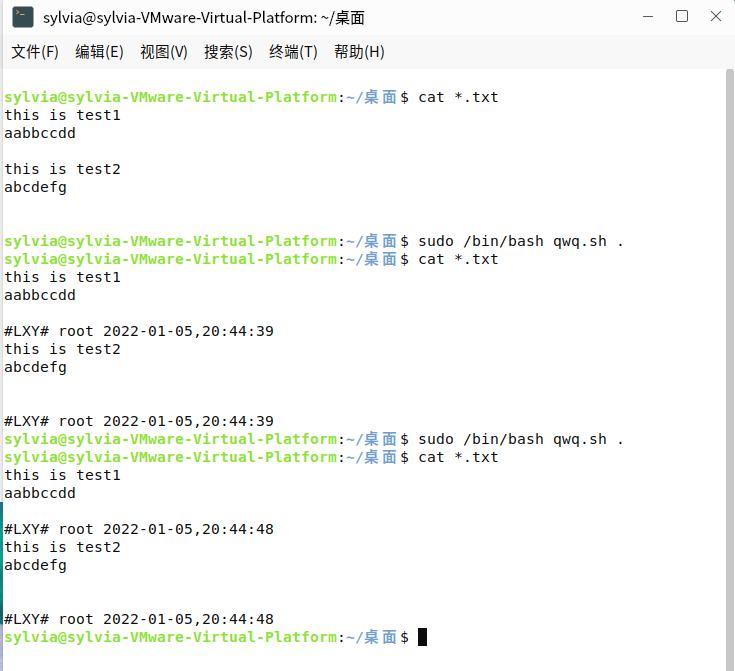 sylvia@sylvia-VMware-Virtual-Platform: ~/桌面
文件(F) 编辑(E) 视图(V) 搜索(S) 终端(T) 帮助(H)
sylvia@sylvia-VMware-Virtual-Platform:~/桌面$ cat *.txt
this is test1
aabbccdd
this is test2
abcdefg
sylvia@sylvia-VMware-Virtual-Platform:~/桌面$ sudo /bin/bash qwq.sh .
sylvia@sylvia-VMware-Virtual-Platform:~/桌面$ cat *.txt
this is test1
aabbccdd
#LXY# root 2022-01-05,20:44:39
this is test2
abcdefg
#LXY# root 2022-01-05,20:44:39
sylvia@sylvia-VMware-Virtual-Platform:~/桌面$ sudo /bin/bash qwq.sh .
sylvia@sylvia-VMware-Virtual-Platform:~/桌面$ cat *.txt
this is test1
aabbccdd
#LXY# root 2022-01-05,20:44:48
this is test2
abcdefg
#LXY# root 2022-01-05,20:44:48
sylvia@sylvia-VMware-Virtual-Platform:~/桌面$